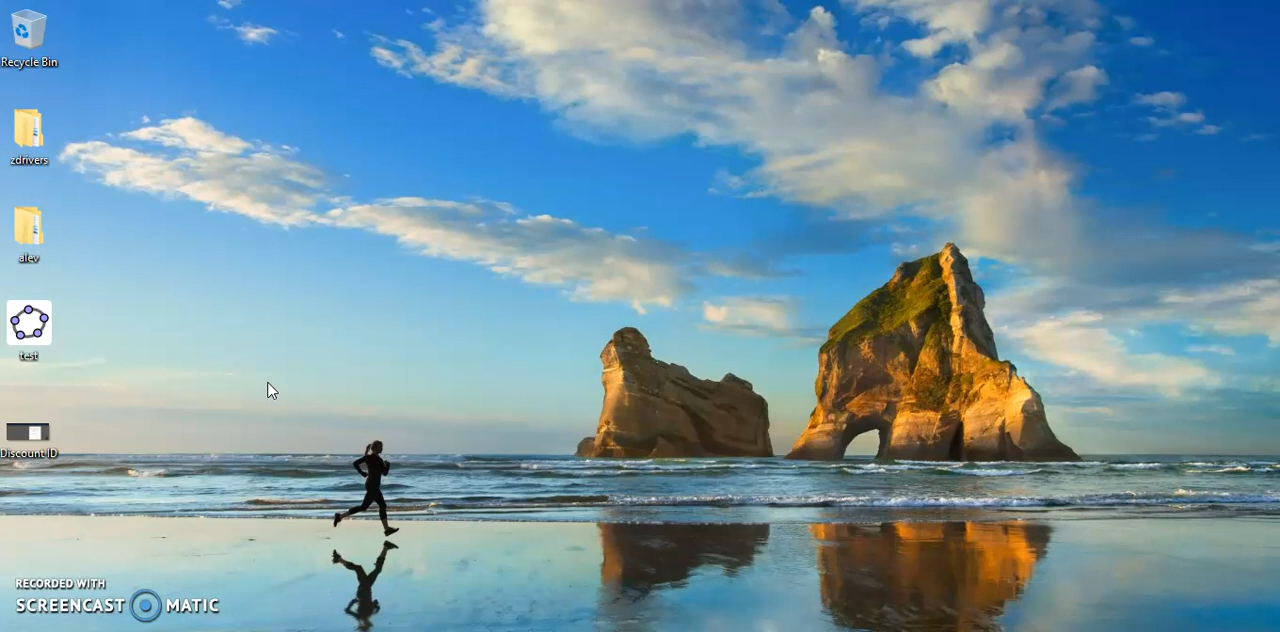 Recycle Bin
zdrivers
alev
test
Discount ID
RECORDED WITH
SCREENCAST MATIC